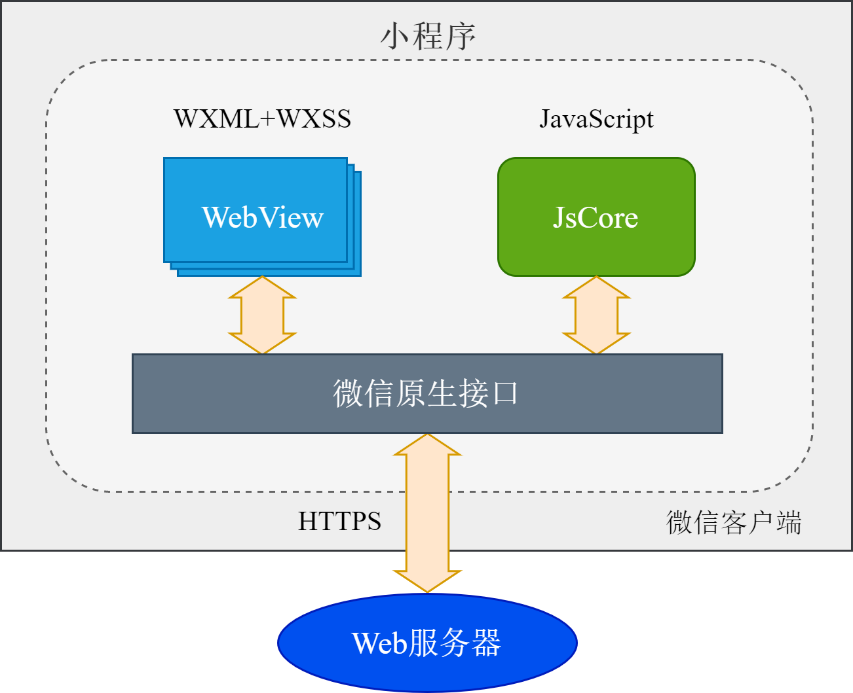 小程序
WXML+WXSS
JavaScript
WebView
JsCore
微信原生接口
HTTPS
微信客户端
Web服务器